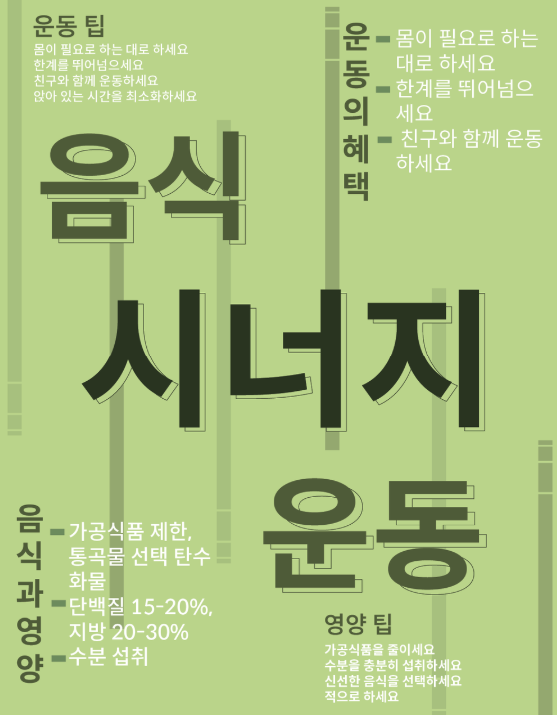 운동 팁
몸이 필요로 하는 대로 하세요
한계를 뛰어넘으세요
친구와 함께 운동하세요
앉아 있는 시간을 최소화하세요
운동의혜택
몸이 필요로 하는
대로 하세요
한계를 뛰어넘으
세요
친구와 함께 운동
하세요
음식
시너지
운동
음식과영양
가공식품 제한,
통곡물 선택 탄수
화물
단백질 15-20%,
지방 20-30%
수분 섭취
영양 팁
가공식품을 줄이세요
수분을 충분히 섭취하세요
신선한 음식을 선택하세요
적으로 하세요